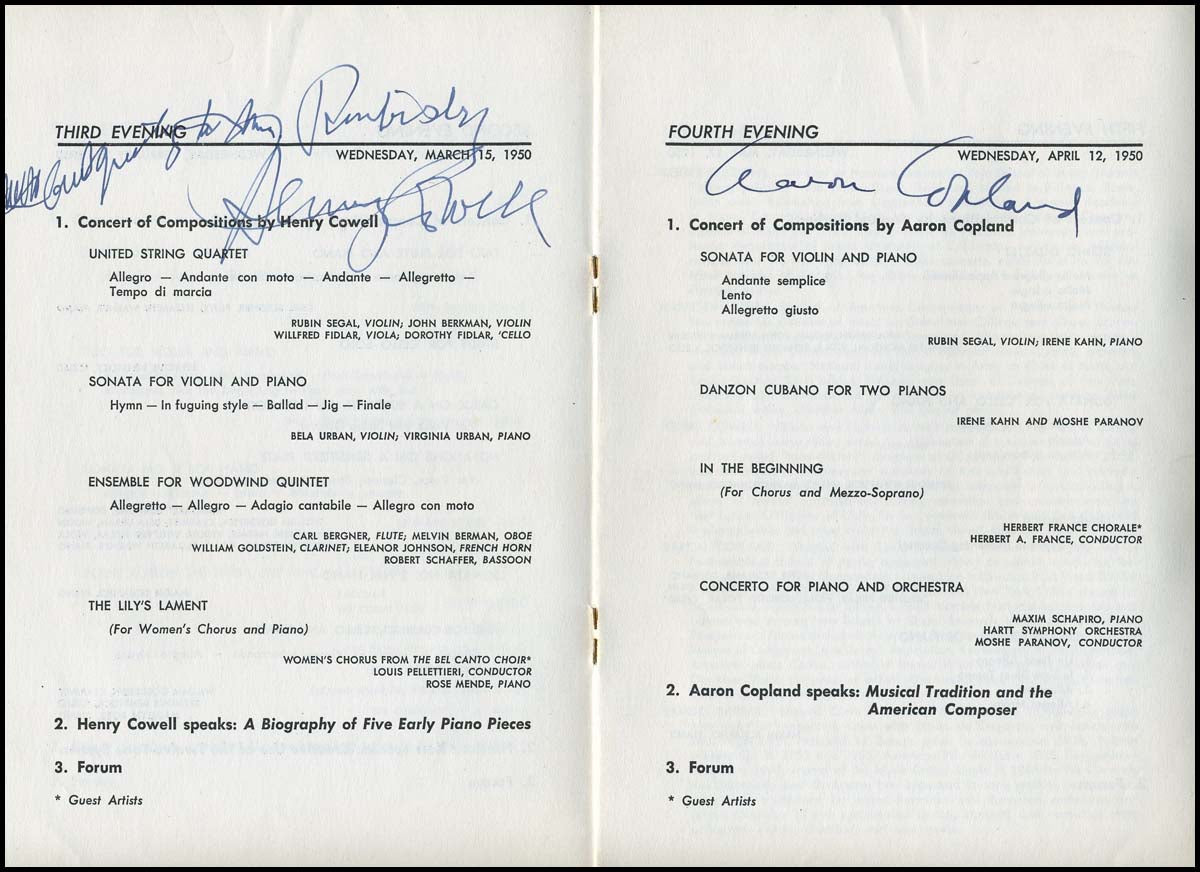 THIRD EVENING
WEDNESDAY, MARCH 15, 1950
Henry Cowell
1. Concert of Compositions by Henry Cowell
UNITED STRING QUARTET
Allegro — Andante con moto — Andante — Allegretto —
Tempo di marcia
RUBIN SEGAL, VIOLIN; JOHN BERKMAN, VIOLIN
WILLFRED FIDLAR, VIOLA; DOROTHY FIDLAR, 'CELLO
SONATA FOR VIOLIN AND PIANO
Hymn — In fuguing style — Ballad — Jig — Finale
BELA URBAN, VIOLIN; VIRGINIA URBAN, PIANO
ENSEMBLE FOR WOODWIND QUINTET
Allegretto — Allegro — Adagio cantabile — Allegro con moto
CARL BERGNER, FLUTE; MELVIN BERMAN, OBOE
WILLIAM GOLDSTEIN, CLARINET; ELEANOR JOHNSON, FRENCH HORN
ROBERT SCHAFFER, BASSOON
THE LILY'S LAMENT
(For Women's Chorus and Piano)
WOMEN'S CHORUS FROM THE BEL CANTO CHOIR*
LOUIS PELLETTIERI, CONDUCTOR
ROSE MENDE, PIANO
2. Henry Cowell speaks: A Biography of Five Early Piano Pieces
3. Forum
* Guest Artists
FOURTH EVENING
WEDNESDAY, APRIL 12, 1950
Aaron Copland
1. Concert of Compositions by Aaron Copland
SONATA FOR VIOLIN AND PIANO
Andante semplice
Lento
Allegretto giusto
RUBIN SEGAL, VIOLIN; IRENE KAHN, PIANO
DANZON CUBANO FOR TWO PIANOS
IRENE KAHN AND MOSHE PARANOV
IN THE BEGINNING
(For Chorus and Mezzo-Soprano)
HERBERT FRANCE CHORALE*
HERBERT A. FRANCE, CONDUCTOR
CONCERTO FOR PIANO AND ORCHESTRA
MAXIM SCHAPIRO, PIANO
HARTT SYMPHONY ORCHESTRA
MOSHE PARANOV, CONDUCTOR
2. Aaron Copland speaks: Musical Tradition and the
American Composer
3. Forum
* Guest Artists